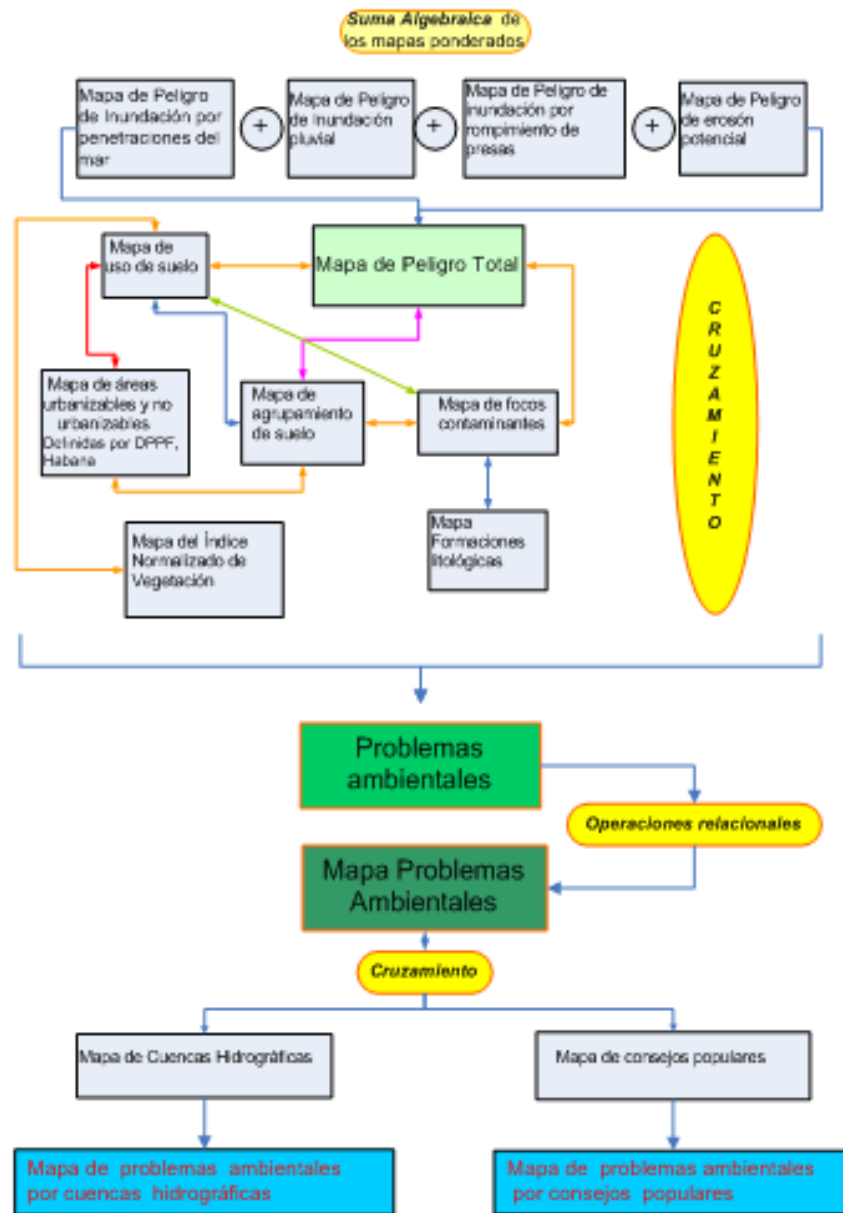 Suma Algebraica de
los mapas ponderados
Mapa de Peligro
de Inundación por
penetraciones del
mar
+
Mapa de Peligro
de Inundación
pluvial
+
Mapa de Peligro de
inundación por
rompimiento de
presas
+
Mapa de Peligro
de erosón
potencial
Mapa de
uso de suelo
Mapa de Peligro Total
CRUZAMIENTO
Mapa de áreas
urbanizables y no
urbanizables
Definidas por DPPF,
Habana
Mapa de
agrupamiento
de suelo
Mapa de focos
contaminantes
Mapa del Índice
Normalizado de
Vegetación
Mapa
Formaciones
litológicas
Problemas
ambientales
Operaciones relacionales
Mapa Problemas
Ambientales
Cruzamiento
Mapa de Cuencas Hidrográficas
Mapa de consejos populares
Mapa de problemas ambientales
por cuencas hidrográficas
Mapa de problemas ambientales
por consejos populares